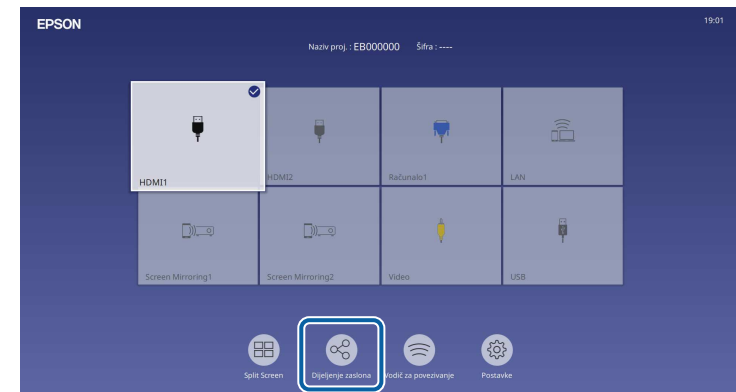 EPSON
19:01
Naziv proj. : EB000000 Šifra : ----
HDMI1
HDMI2
Računalo1
LAN
Screen Mirroring1
Screen Mirroring2
Video
USB
Split Screen
Dijeljenje zaslona
Vodič za povezivanje
Postavke